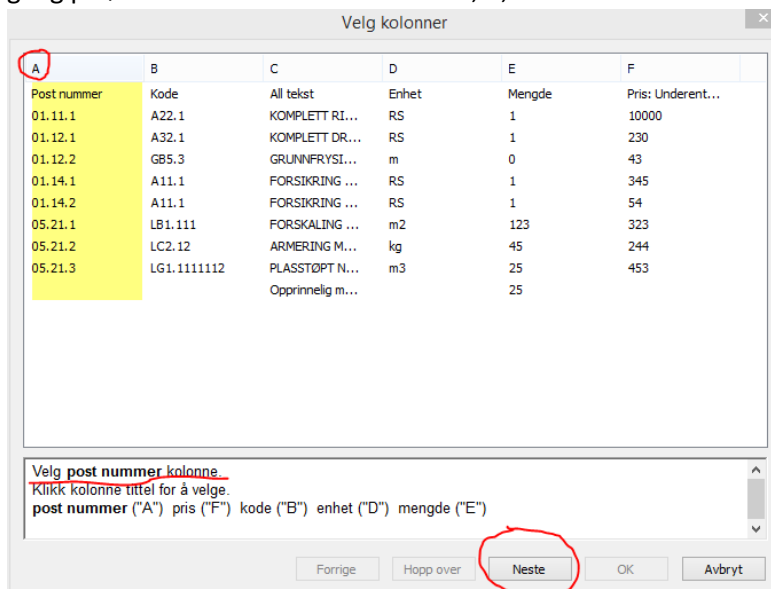 Velg kolonner
A B C D E F
Post nummer Kode All tekst Enhet Mengde Pris: Underent...
01.11.1 A22.1 KOMPLETT RI... RS 1 10000
01.12.1 A32.1 KOMPLETT DR... RS 1 230
01.12.2 GB5.3 GRUNNFRYSI... m 0 43
01.14.1 A11.1 FORSIKRING ... RS 1 345
01.14.2 A11.1 FORSIKRING ... RS 1 54
05.21.1 LB1.111 FORSKALING ... m2 123 323
05.21.2 LC2.12 ARMERING M... kg 45 244
05.21.3 LG1.1111112 PLASSTØPT N... m3 25 453
Opprinnelig m... 25
Velg post nummer kolonne.
Klikk kolonne tittel for å velge.
post nummer ("A") pris ("F") kode ("B") enhet ("D") mengde ("E")
Forrige Hopp over Neste OK Avbryt